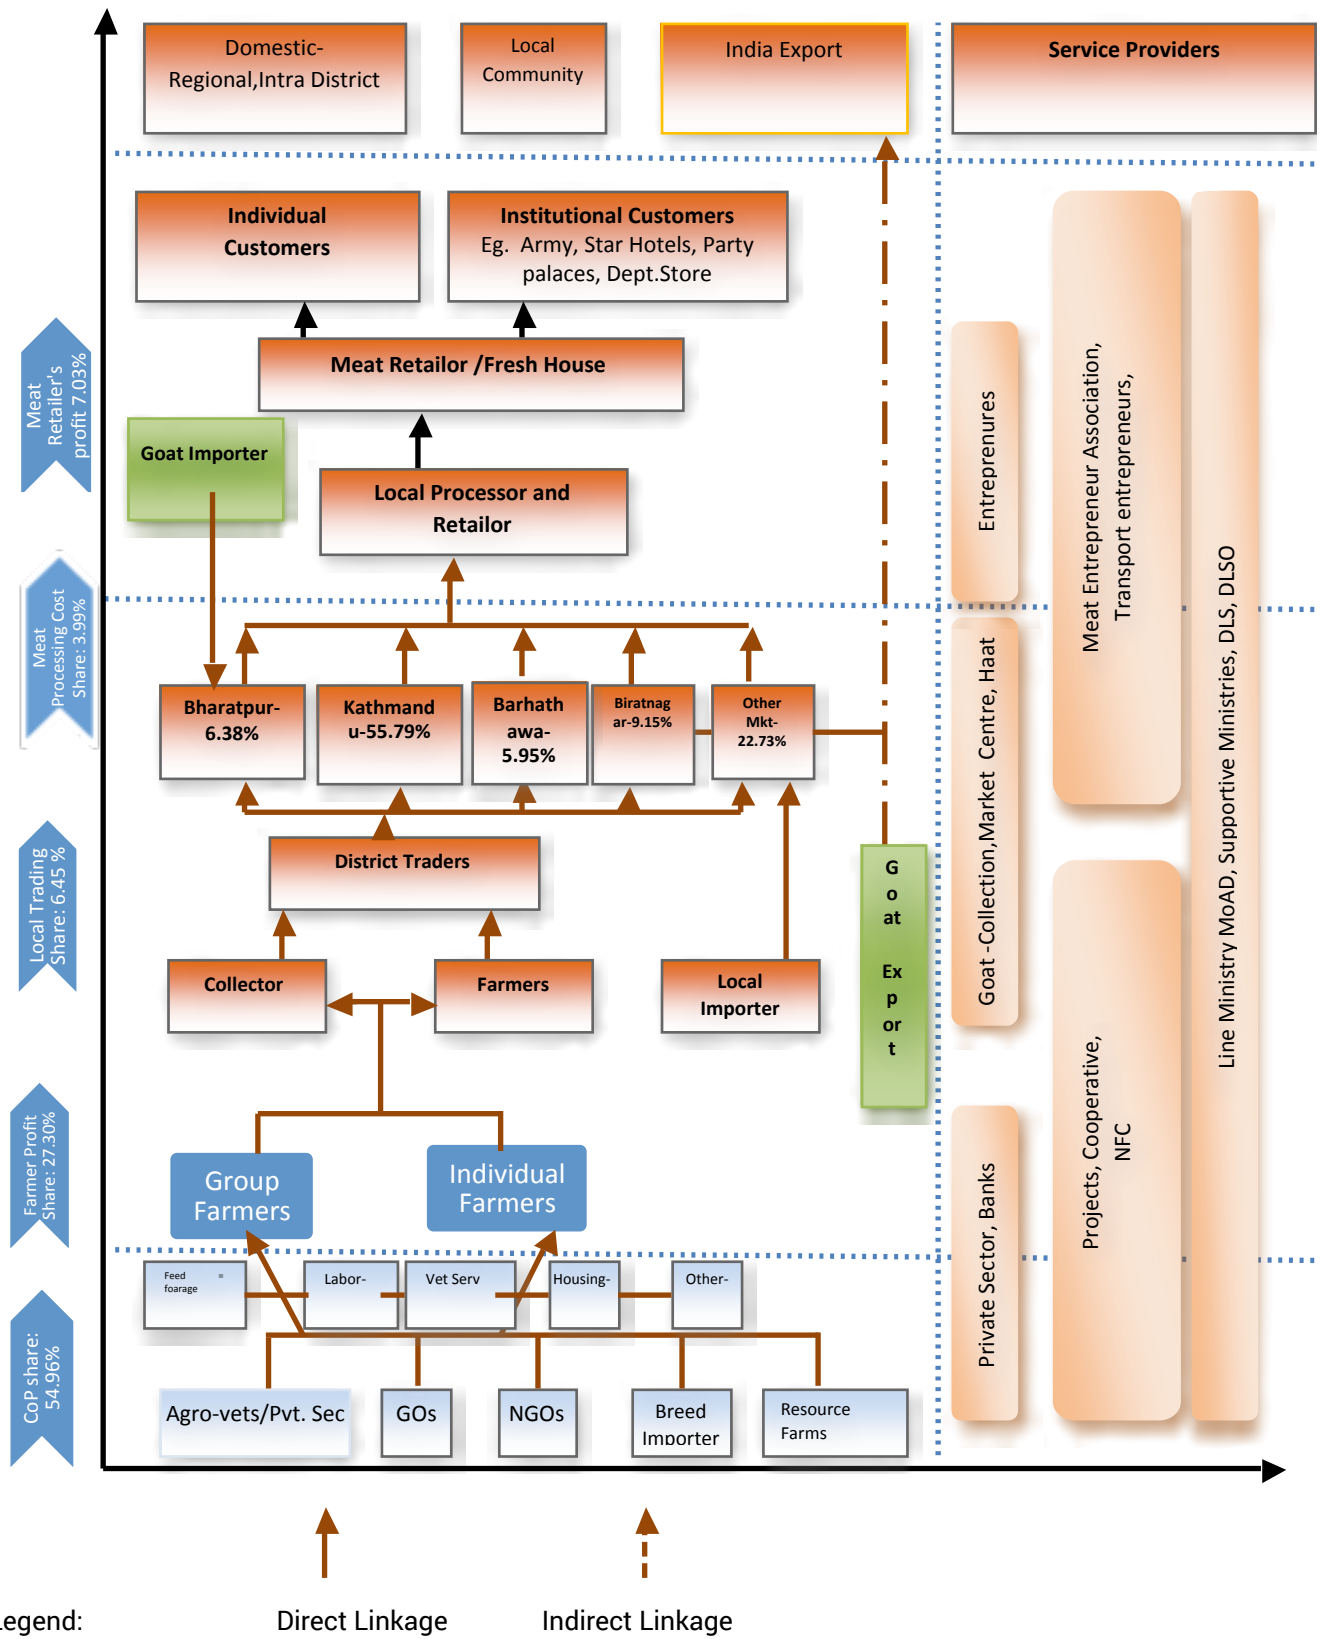 Domestic-
Regional,Intra District
Local
Community
India Export
Service Providers
Individual
Customers
Institutional Customers
Eg. Army, Star Hotels, Party
palaces, Dept.Store
Meat Retailor /Fresh House
Goat Importer
Local Processor and
Retailor
Bharatpur-
6.38%
Kathmand
u-55.79%
Barhath
awa-
5.95%
Biratnag
ar-9.15%
Other
Mkt-
22.73%
District Traders
Collector
Farmers
Local
Importer
G
o
at
Ex
p
or
t
Group
Farmers
Individual
Farmers
Feed =
foarage
Labor-
Vet Serv
Housing-
Other-
Agro-vets/Pvt. Sec
GOs
NGOs
Breed
Importer
Resource
Farms
Meat
Retailer's
profit 7.03%
Meat
Processing Cost
Share: 3.99%
Local Trading
Share: 6.45 %
Farmer Profit
Share: 27.30%
CoP share:
54.96%
Entreprenures
Goat -Collection,Market Centre, Haat
Private Sector, Banks
Meat Entrepreneur Association,
Transport entrepreneurs,
Projects, Cooperative,
NFC
Line Ministry MoAD, Supportive Ministries, DLS, DLSO
Legend:
Direct Linkage
Indirect Linkage